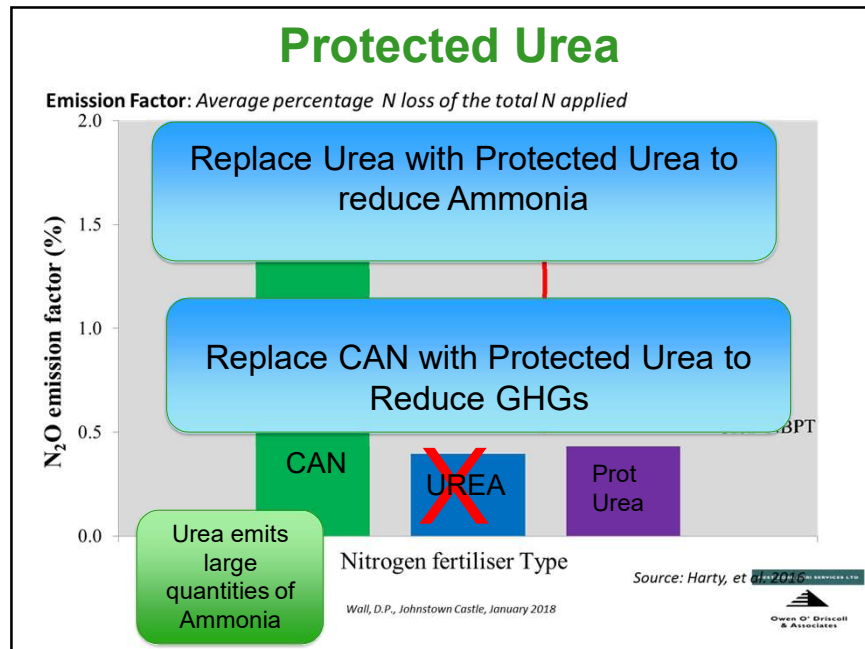 Protected Urea
Emission Factor: Average percentage N loss of the total N applied
2.0
Replace Urea with Protected Urea to
reduce Ammonia
1.5
N₂O emission factor (%)
1.0
Replace CAN with Protected Urea to
Reduce GHGs
0.5
CAN
UREA
Prot
Urea
0.0
Urea emits
large
quantities of
Ammonia
Nitrogen fertiliser Type
Source: Harty, et al. 2016
SERVICES LTD
Wall, D.P., Johnstown Castle, January 2018
Owen O' Driscoll
& Associates